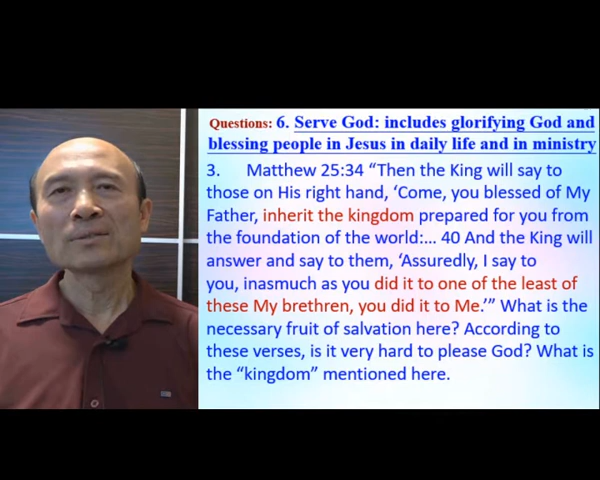 Questions: 6. Serve God: includes glorifying God and
blessing people in Jesus in daily life and in ministry
3. Matthew 25:34 “Then the King will say to
those on His right hand, ‘Come, you blessed of My
Father, inherit the kingdom prepared for you from
the foundation of the world:... 40 And the King will
answer and say to them, ‘Assuredly, I say to
you, inasmuch as you did it to one of the least of
these My brethren, you did it to Me.’” What is the
necessary fruit of salvation here? According to
these verses, is it very hard to please God? What is
the “kingdom” mentioned here.